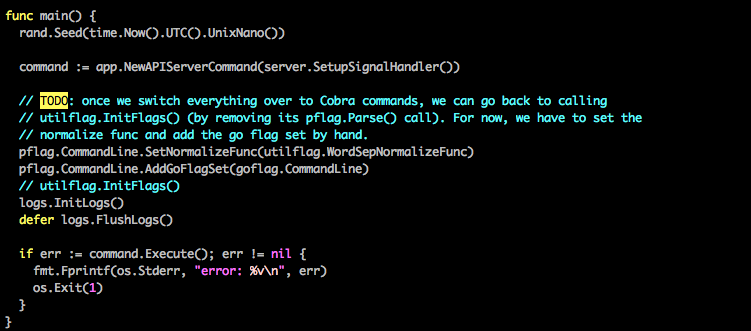 func main() {
  rand.Seed(time.Now().UTC().UnixNano())

  command := app.NewAPIServerCommand(server.SetupSignalHandler())

  // TODO: once we switch everything over to Cobra commands, we can go back to calling
  // utilflag.InitFlags() (by removing its pflag.Parse() call). For now, we have to set the
  // normalize func and add the go flag set by hand.
  pflag.CommandLine.SetNormalizeFunc(utilflag.WordSepNormalizeFunc)
  pflag.CommandLine.AddGoFlagSet(goflag.CommandLine)
  // utilflag.InitFlags()
  logs.InitLogs()
  defer logs.FlushLogs()

  if err := command.Execute(); err != nil {
    fmt.Fprintf(os.Stderr, "error: %v\n", err)
    os.Exit(1)
  }
}